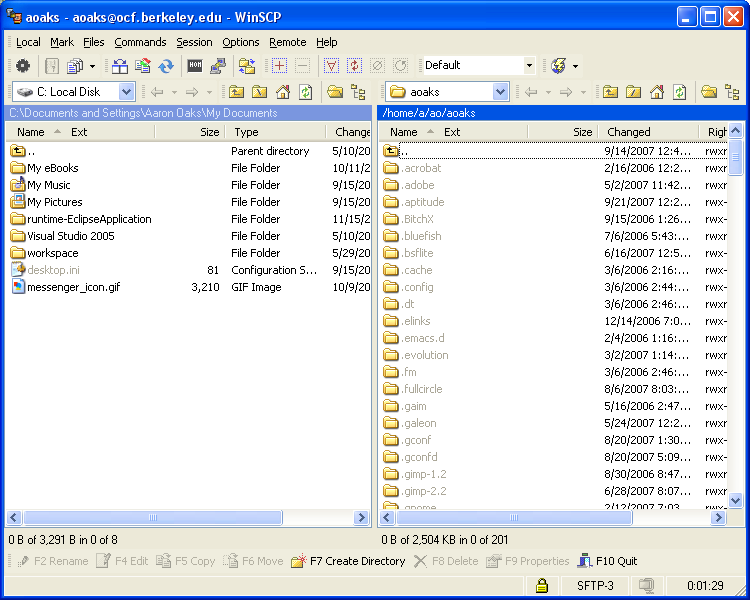 aoaks - aoaks@ocf.berkeley.edu - WinSCP
Local Mark Files Commands Session Options Remote Help
Default
C: Local Disk
aoaks
C:\Documents and Settings\Aaron Oaks\My Documents
/home/a/ao/aoaks
Name Ext Size Type Change
Name Ext Size Changed Righ
.. Parent directory 5/10/20
My eBooks File Folder 10/11/2
My Music File Folder 9/15/20
My Pictures File Folder 9/15/20
runtime-EclipseApplication File Folder 11/15/2
Visual Studio 2005 File Folder 5/10/20
workspace File Folder 5/29/20
desktop.ini 81 Configuration S... 9/15/20
messenger_icon.gif 3,210 GIF Image 10/9/20
.. 9/14/2007 12:4... rwxr
.acrobat 2/16/2006 12:2... rwx-
.adobe 5/2/2007 11:42... rwxr
.aptitude 9/21/2007 12:2... rwx-
.BitchX 9/15/2006 1:26... rwxr
.bluefish 7/6/2006 5:43:... rwxr
.bsflite 6/16/2007 12:5... rwx-
.cache 3/6/2006 2:16:... rwxr
.config 3/6/2006 2:44:... rwx-
.dt 3/6/2006 2:46:... rwxr
.elinks 12/14/2006 7:0... rwx-
.emacs.d 2/4/2006 1:16:... rwxr
.evolution 3/2/2007 1:14:... rwxr
.fm 3/6/2006 2:46:... rwxr
.fullcircle 8/6/2007 8:03:... rwxr
.gaim 5/16/2006 2:47... rwx-
.galeon 5/24/2007 12:2... rwx-
.gconf 8/20/2007 1:30... rwx-
.gconfd 8/20/2007 5:09... rwx-
.gimp-1.2 8/30/2006 8:47... rwxr
.gimp-2.2 6/28/2007 8:07... rwxr
.gnome 2/12/2007 7:03... rwx-
0 B of 3,291 B in 0 of 8
0 B of 2,504 KB in 0 of 201
F2 Rename F4 Edit F5 Copy F6 Move F7 Create Directory F8 Delete F9 Properties F10 Quit
SFTP-3 0:01:29